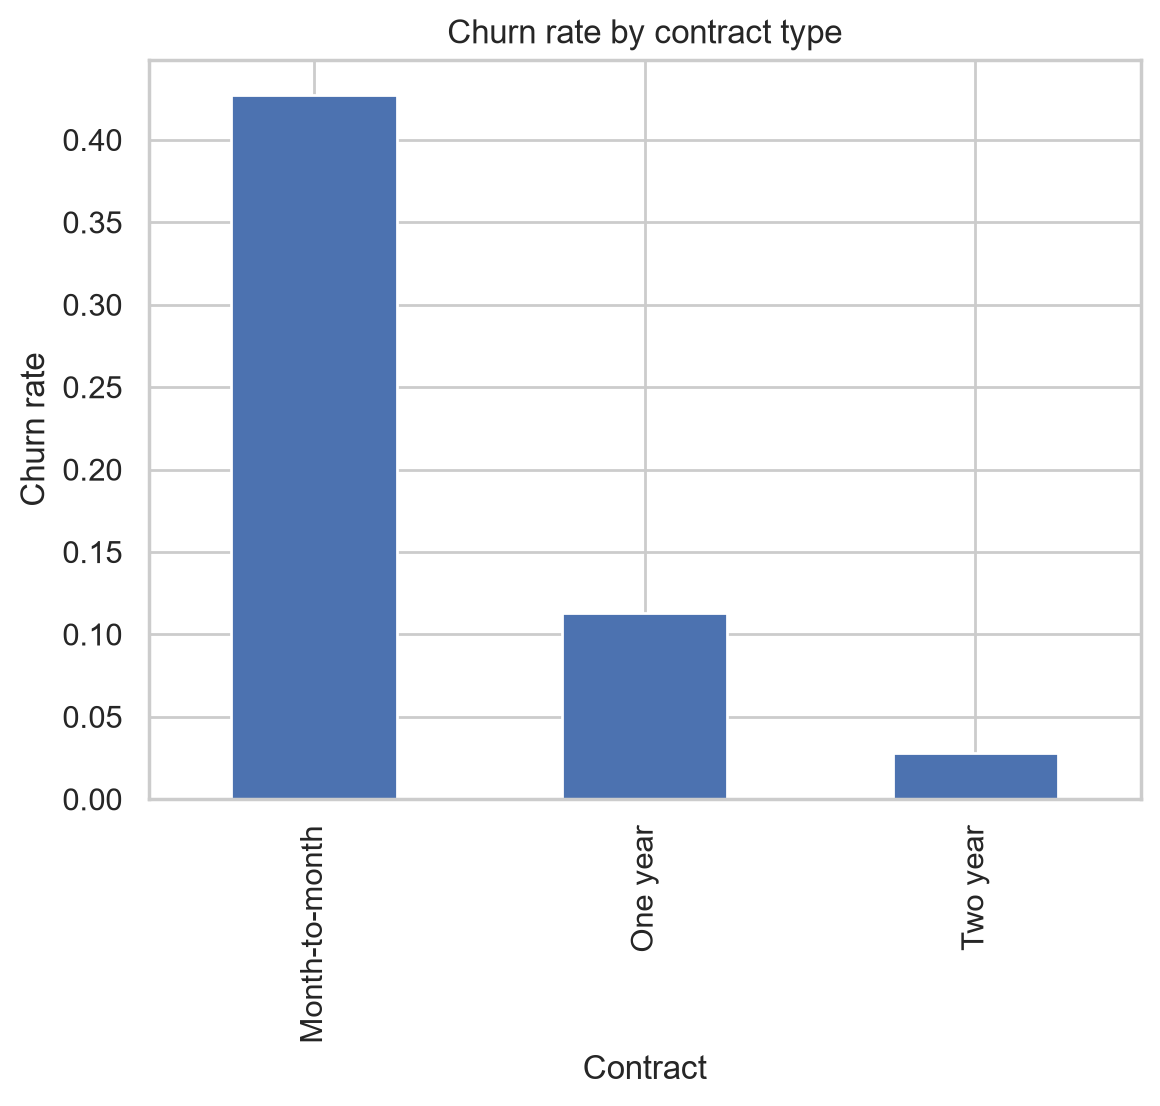 Churn rate by contract type
Churn rate
0.40
0.35
0.30
0.25
0.20
0.15
0.10
0.05
0.00
Month-to-month
One year
Two year
Contract